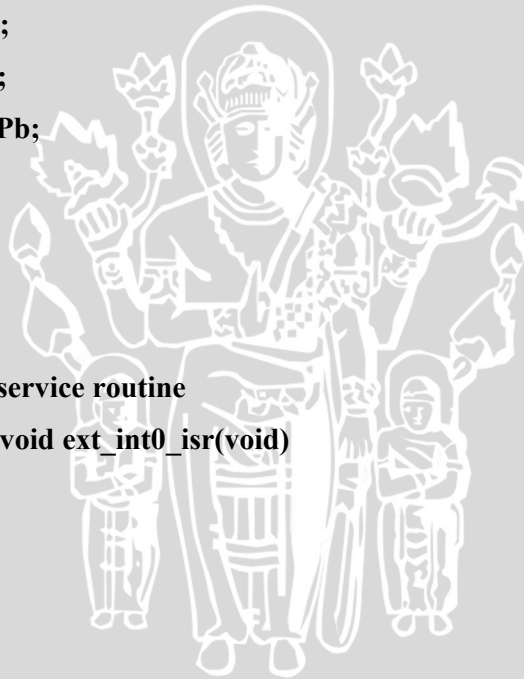 ;
;
Pb;
service routine
void ext_int0_isr(void)